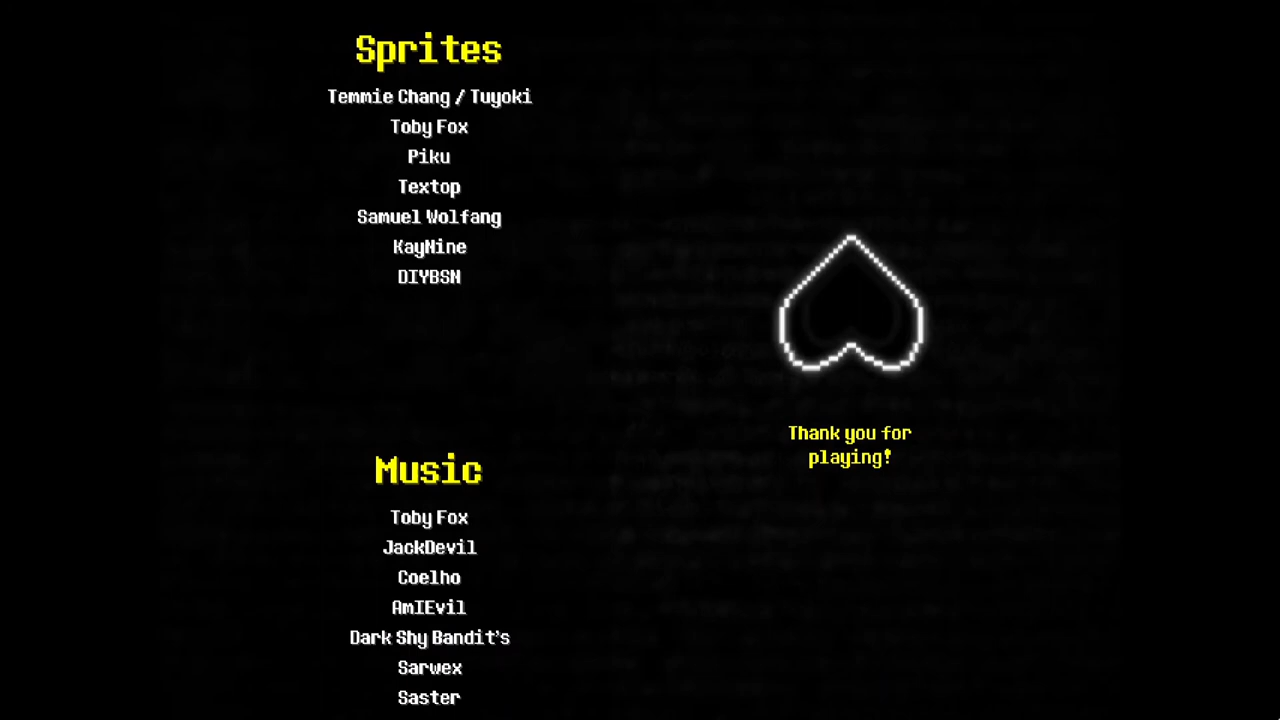 Sprites
Temmie Chang / Tuyoki
Toby Fox
Piku
Textop
Samuel Wolfang
KayNine
DIYBSN
Music
Toby Fox
JackDevil
Coelho
AmIEvil
Dark Shy Bandit's
Sarwex
Saster
Thank you for
playing!